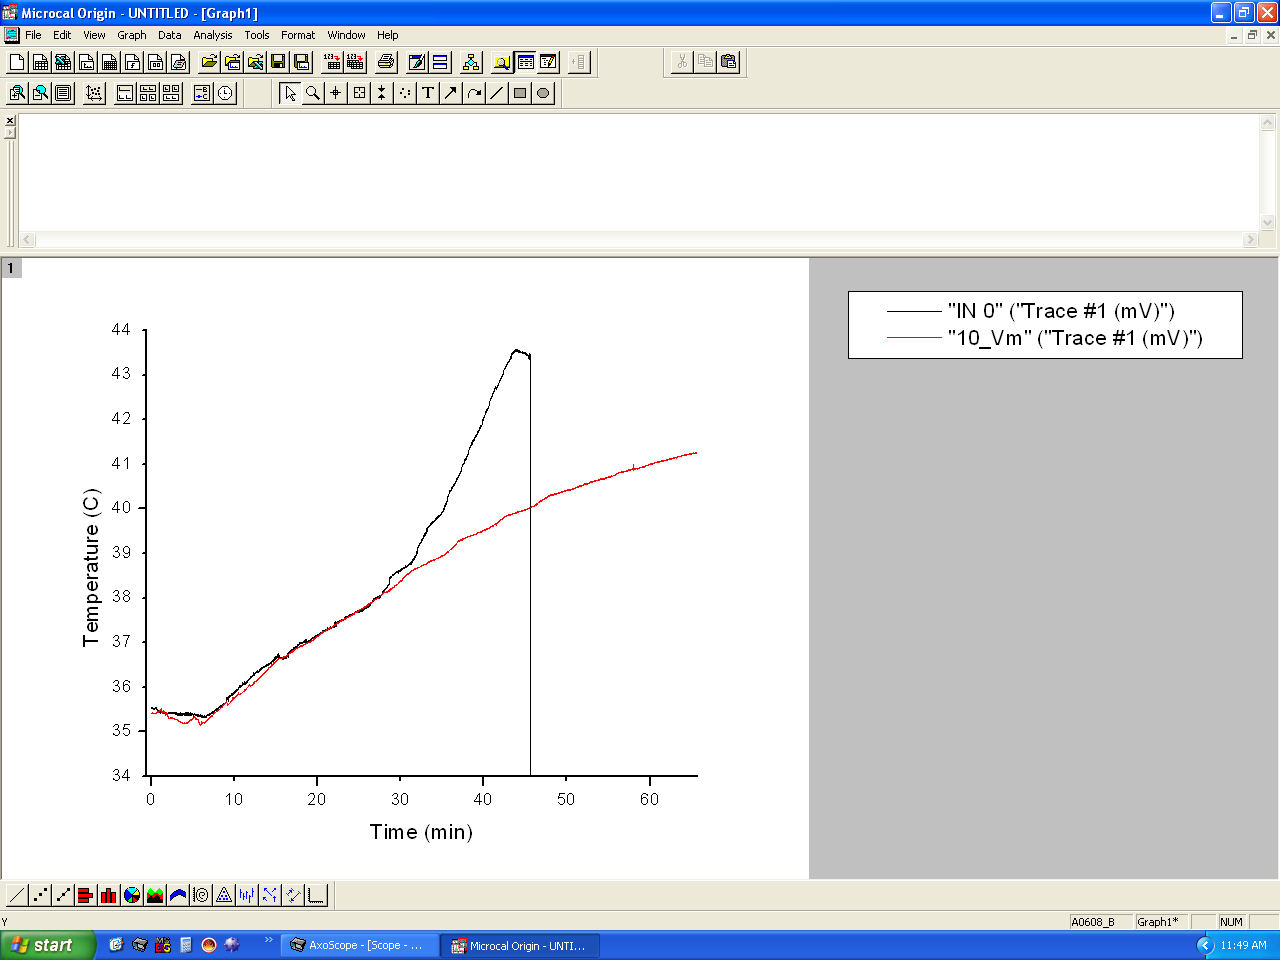 Microcal Origin - UNTITLED - [Graph1]
File Edit View Graph Data Analysis Tools Format Window Help
1
"IN 0" ("Trace #1 (mV)")
"10_Vm" ("Trace #1 (mV)")
44
43
42
41
40
39
38
37
36
35
34
Temperature (C)
0 10 20 30 40 50 60
Time (min)
Y
A0608_B Graph1* NUM
start
AxoScope - [Scope - ...
Microcal Origin - UNTI...
11:49 AM